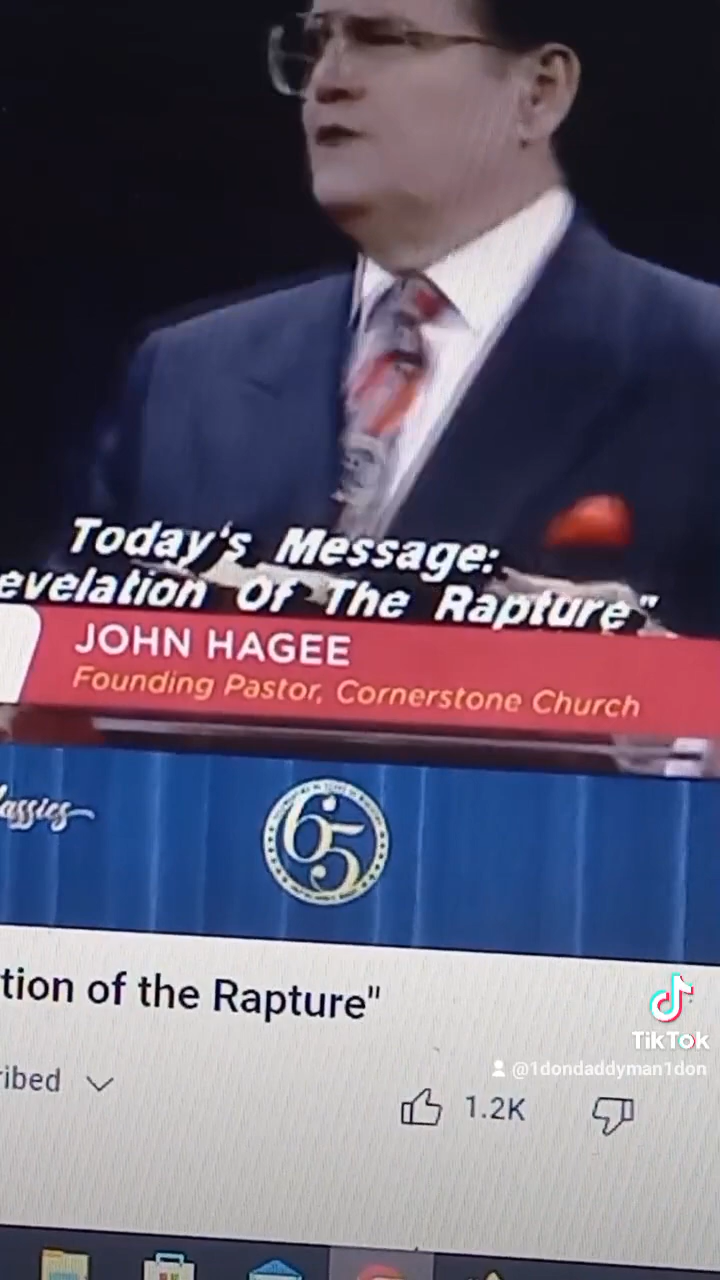 Today's Message:
evelation Of The Rapture"
JOHN HAGEE
Founding Pastor, Cornerstone Church
lassics
65
tion of the Rapture"
TikTok
ribed
@1dondaddyman1don
1.2K